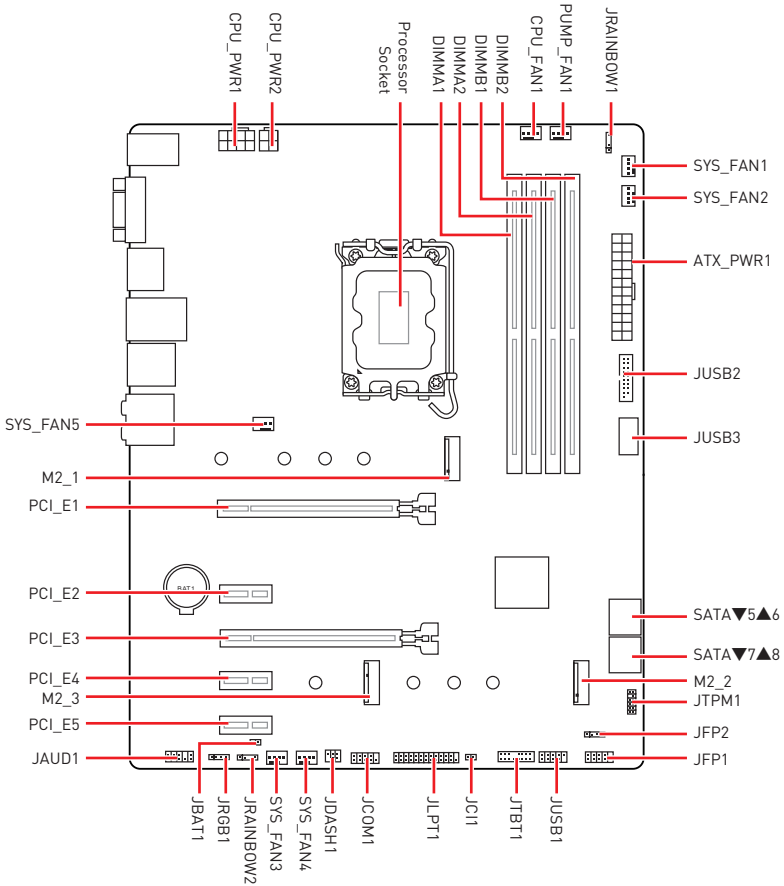 CPU_PWR1
CPU_PWR2
Processor
Socket
DIMMA1
DIMMA2
DIMMB1
DIMMB2
CPU_FAN1
PUMP_FAN1
JRAINBOW1
SYS_FAN1
SYS_FAN2
ATX_PWR1
JUSB2
JUSB3
SYS_FAN5
M2_1
PCI_E1
BAT1
PCI_E2
PCI_E3
PCI_E4
M2_3
PCI_E5
JAUD1
SATA▼5▲6
SATA▼7▲8
M2_2
JTPM1
JFP2
JFP1
JBAT1
JRGB1
JRAINBOW2
SYS_FAN3
SYS_FAN4
JDASH1
JCOM1
JLPT1
JCI1
JTBT1
JUSB1